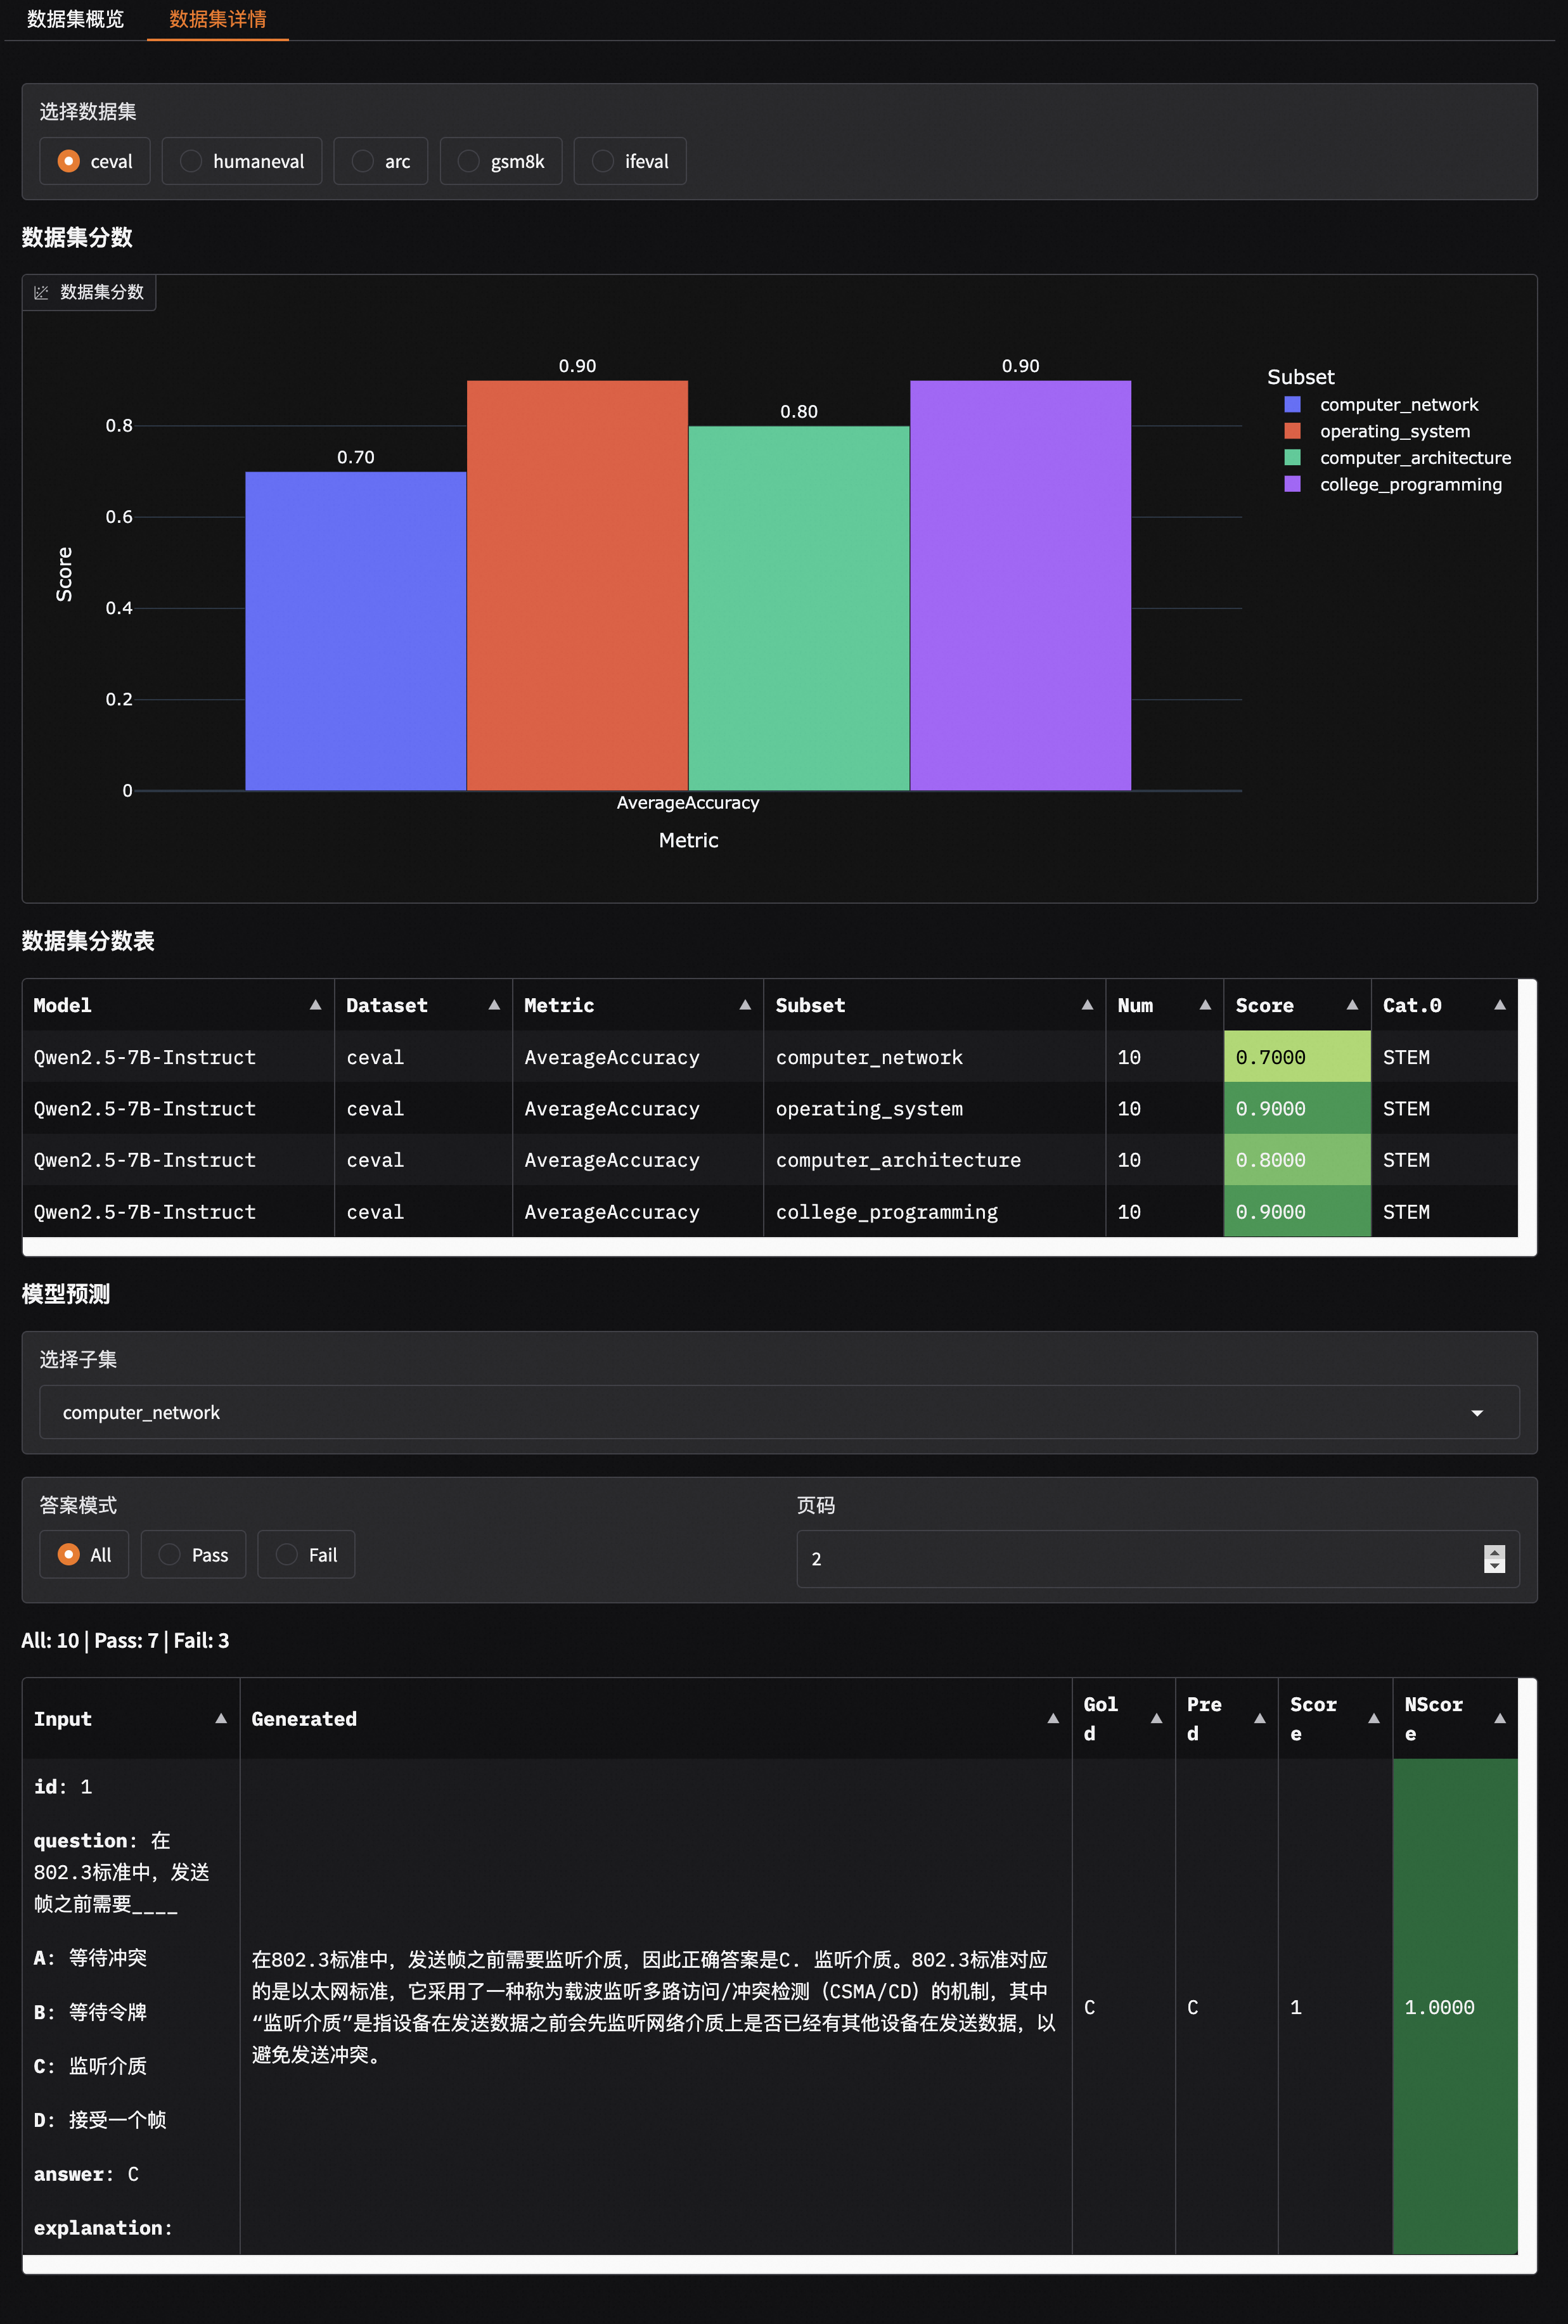 数据集概览 数据集详情
选择数据集
ceval humaneval arc gsm8k ifeval
数据集分数
数据集分数
0.90 0.90
0.80
0.70
Subset
computer_network
operating_system
computer_architecture
college_programming
0.8
0.6
0.4
0.2
0
Score
AverageAccuracy
Metric
数据集分数表
Model Dataset Metric Subset Num Score Cat.0
Qwen2.5-7B-Instruct ceval AverageAccuracy computer_network 10 0.7000 STEM
Qwen2.5-7B-Instruct ceval AverageAccuracy operating_system 10 0.9000 STEM
Qwen2.5-7B-Instruct ceval AverageAccuracy computer_architecture 10 0.8000 STEM
Qwen2.5-7B-Instruct ceval AverageAccuracy college_programming 10 0.9000 STEM
模型预测
选择子集
computer_network
答案模式
All Pass Fail
页码
2
All: 10 | Pass: 7 | Fail: 3
Input Generated Gold Pred Score NScore
id: 1
question: 在
802.3标准中，发送
帧之前需要____
A: 等待冲突
B: 等待令牌
C: 监听介质
D: 接受一个帧
answer: C
explanation:
在802.3标准中，发送帧之前需要监听介质，因此正确答案是C. 监听介质。802.3标准对应
的是以太网标准，它采用了一种称为载波监听多路访问/冲突检测（CSMA/CD）的机制，其中
“监听介质”是指设备在发送数据之前会先监听网络介质上是否已经有其他设备在发送数据，以
避免发送冲突。
C C 1 1.0000